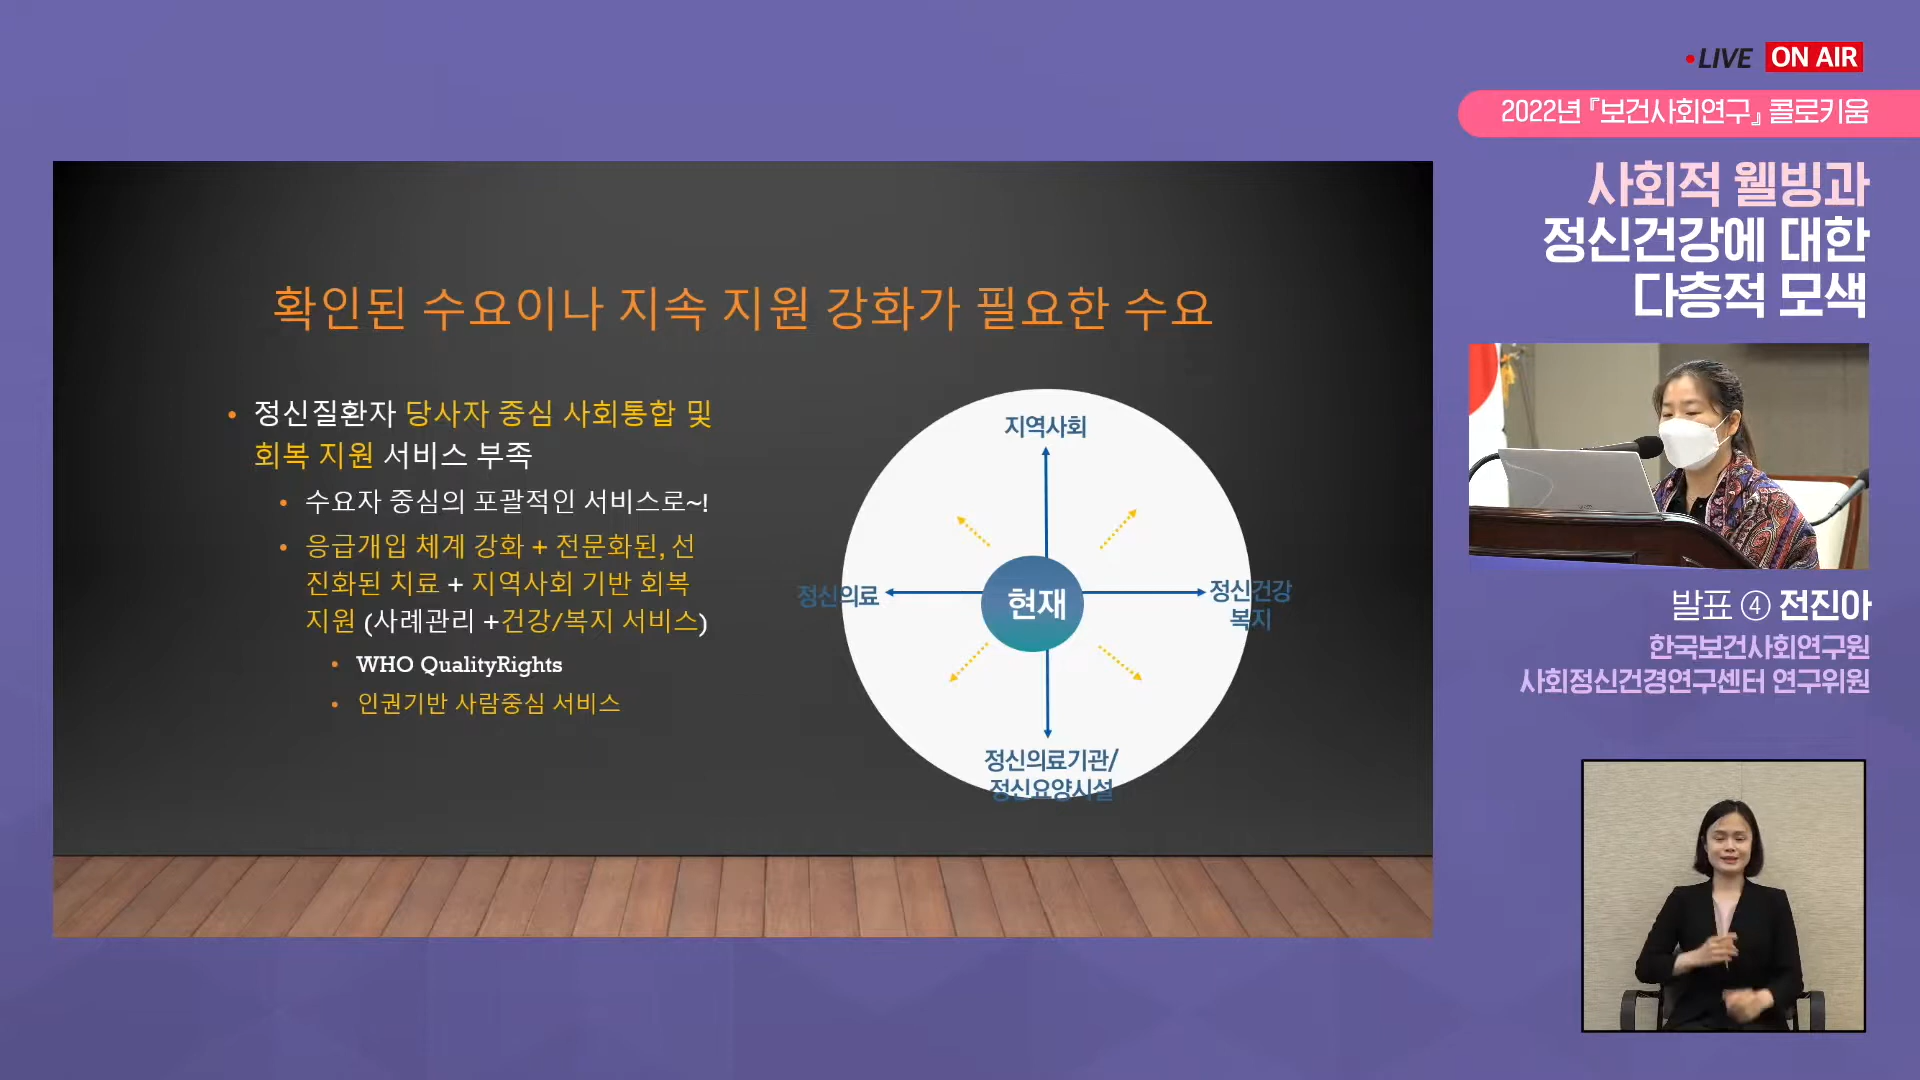 LIVE ON AIR
2022년 『보건사회연구』 콜로키움
사회적 웰빙과
정신건강에 대한
다층적 모색
확인된 수요이나 지속 지원 강화가 필요한 수요
• 정신질환자 당사자 중심 사회통합 및
회복 지원 서비스 부족
• 수요자 중심의 포괄적인 서비스로~!
• 응급개입 체계 강화 + 전문화된, 선
진화된 치료 + 지역사회 기반 회복
지원 (사례관리 +건강/복지 서비스)
• WHO QualityRights
• 인권기반 사람중심 서비스
지역사회
정신의료
현재
정신건강
복지
정신의료기관/
정신요양시설
발표 ④ 전진아
한국보건사회연구원
사회정신건경연구센터 연구위원